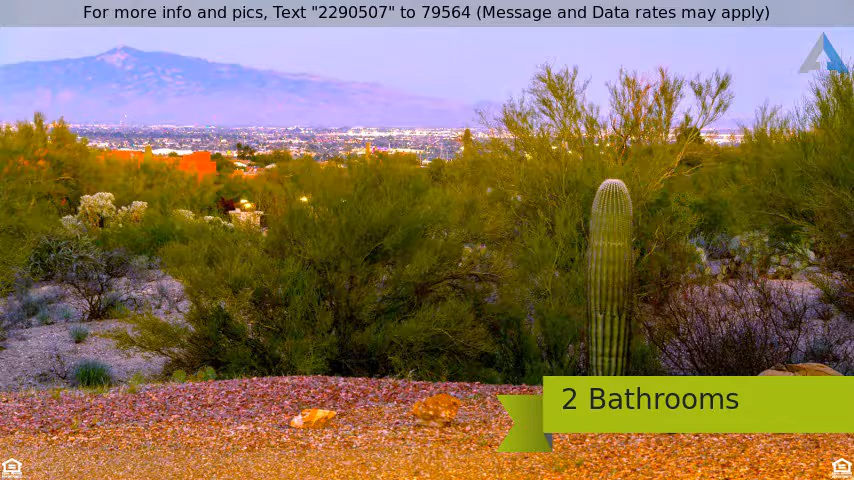 For more info and pics, Text "2290507" to 79564 (Message and Data rates may apply)
2 Bathrooms